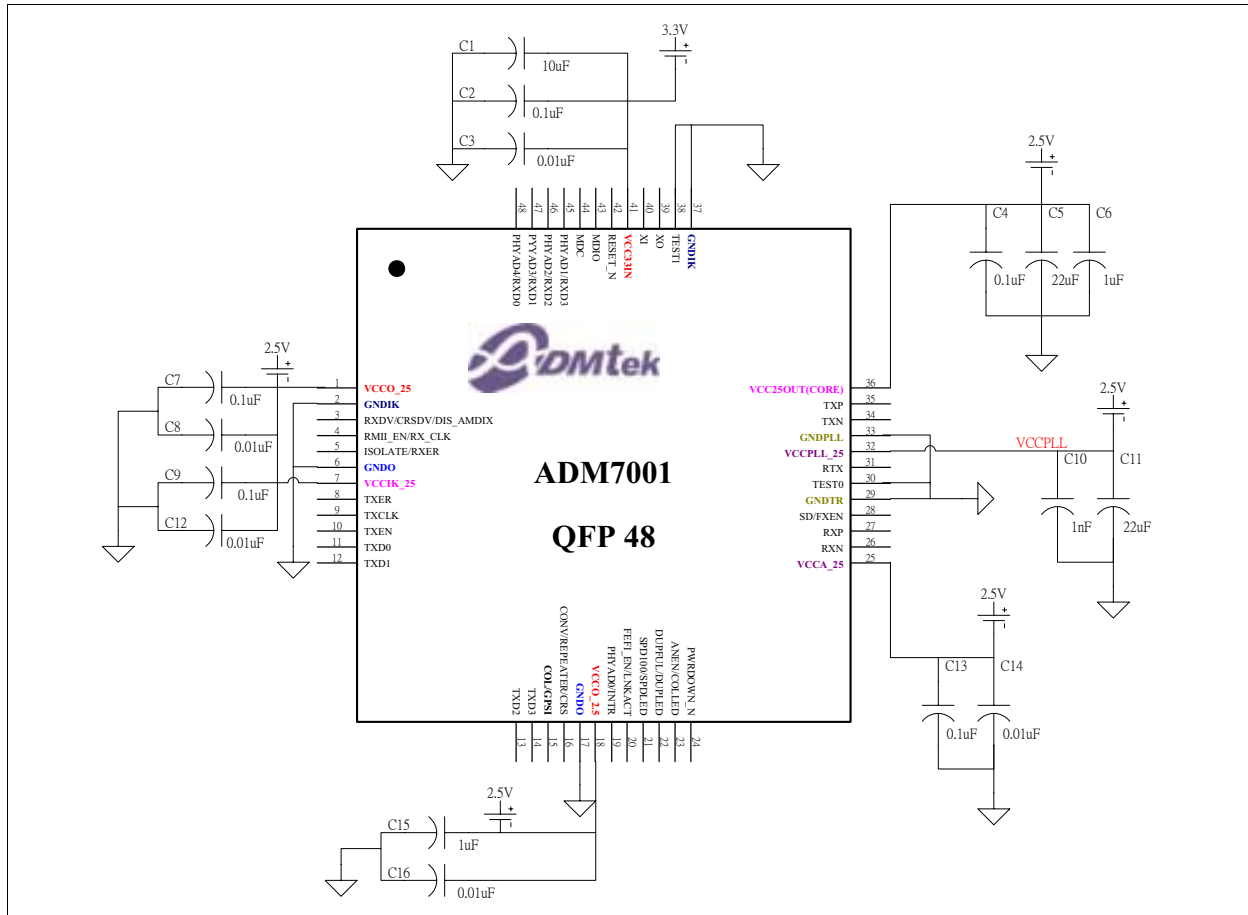 3.3V
C1
10uF
C2
0.1uF
C3
0.01uF
48
47
46
45
44
43
42
41
40
39
38
37
PHYAD4/RXD0
PYYAD3/RXD1
PHYAD2/RXD2
PHYAD1/RXD3
MDC
MDIO
RESET_N
VCC33IN
XI
XO
TEST1
GNDIK
2.5V
C4
C5
C6
0.1uF
22uF
1uF
ADMtek
2.5V
C7
0.1uF
C8
0.01uF
C9
0.1uF
C12
0.01uF
1 VCCO_25
2 GNDIK
3 RXDV/CRSDV/DIS_AMDIX
4 RMII_EN/RX_CLK
5 ISOLATE/RXER
6 GNDO
7 VCCIK_25
8 TXER
9 TXCLK
10 TXEN
11 TXD0
12 TXD1
ADM7001
QFP 48
VCC25OUT(CORE) 36
TXP 35
TXN 34
GNDPLL 33
VCCPLL_25 32
RTX 31
TEST0 30
GNDTR 29
SD/FXEN 28
RXP 27
RXN 26
VCCA_25 25
2.5V
VCCPLL
C10
C11
1nF
22uF
2.5V
C13
C14
0.1uF
0.01uF
TXD2
TXD3
COL/GPSI
CONV/REPEATER/CRS
GNDO
VCCO_2.5
PHYAD0/INTR
FEFI_EN/LNKACT
SPD100/SPDLED
DUPFUL/DUPLED
ANEN/COLLED
PWRDOWN_N
13
14
15
16
17
18
19
20
21
22
23
24
2.5V
C15
1uF
C16
0.01uF